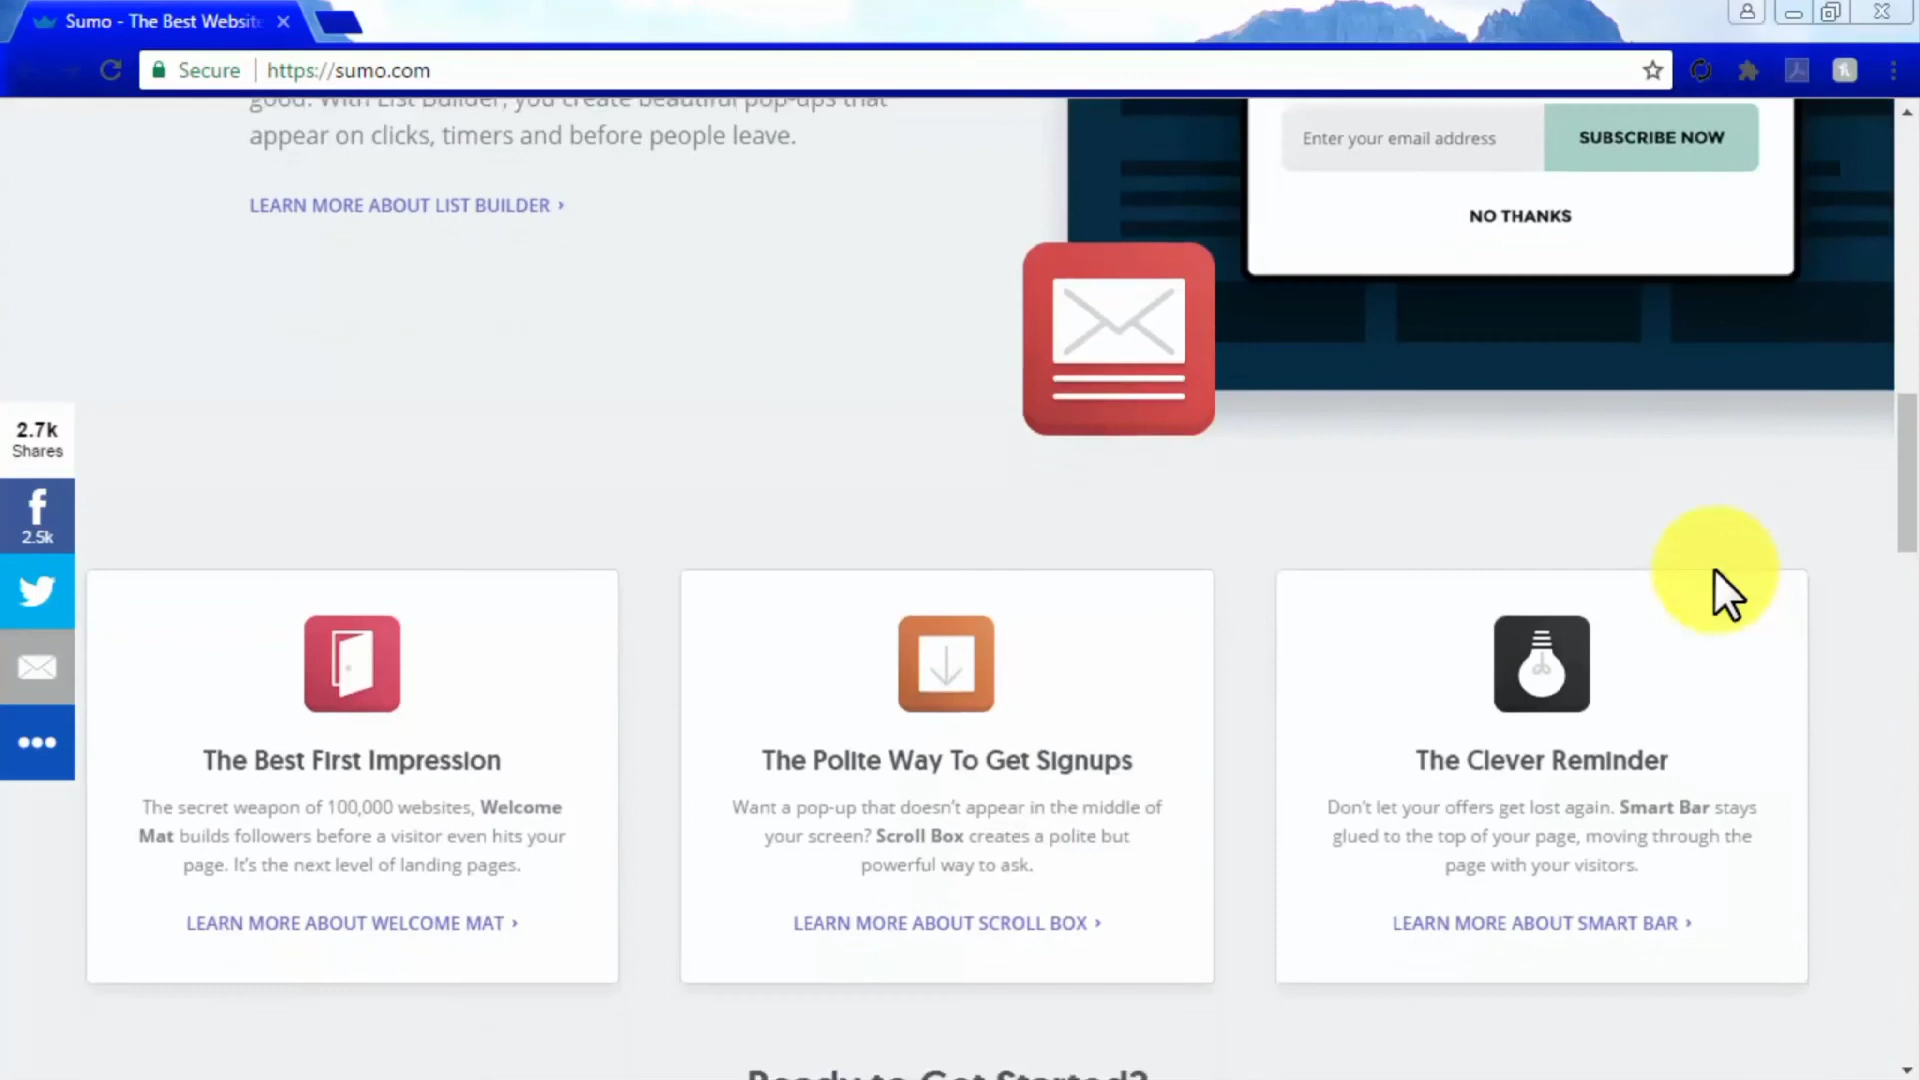 Sumo - The Best Website
Secure
https://sumo.com
good. With List Builder, you create beautiful pop-ups that
appear on clicks, timers and before people leave.
LEARN MORE ABOUT LIST BUILDER ›
Enter your email address
SUBSCRIBE NOW
NO THANKS
2.7k
Shares
2.5k
The Best First Impression
The secret weapon of 100,000 websites, Welcome
Mat builds followers before a visitor even hits your
page. It's the next level of landing pages.
LEARN MORE ABOUT WELCOME MAT ›
The Polite Way To Get Signups
Want a pop-up that doesn't appear in the middle of
your screen? Scroll Box creates a polite but
powerful way to ask.
LEARN MORE ABOUT SCROLL BOX ›
The Clever Reminder
Don't let your offers get lost again. Smart Bar stays
glued to the top of your page, moving through the
page with your visitors.
LEARN MORE ABOUT SMART BAR ›
Ready to Get Started?